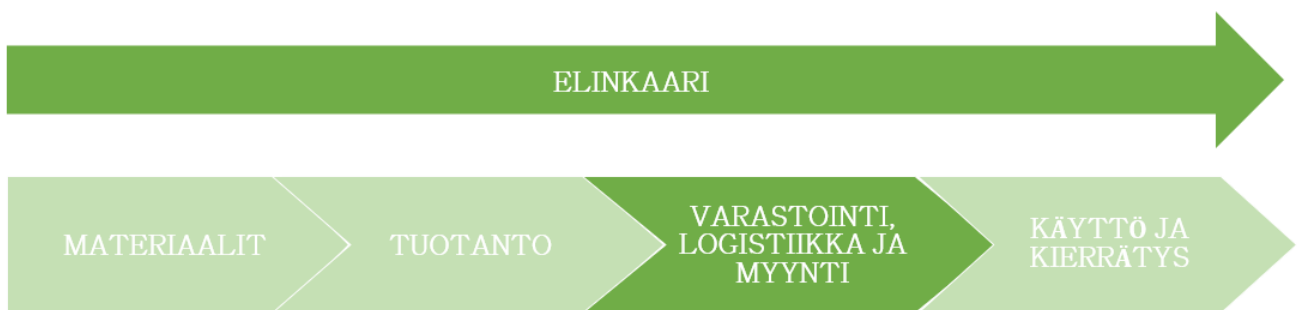 ELINKAARI
MATERIAALIT
TUOTANTO
VARASTOINTI,
LOGISTIIKKA JA
MYYNTI
KÄYTTÖ JA
KIERRÄTYS